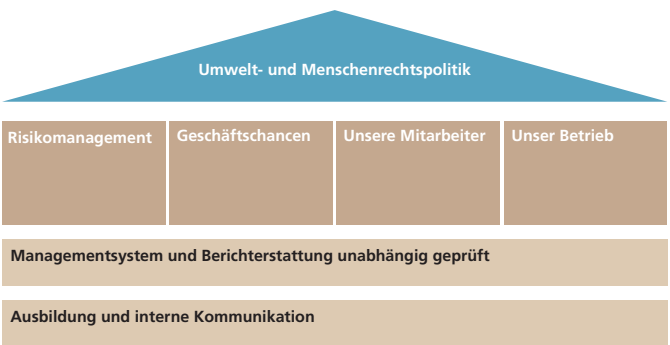 Umwelt- und Menschenrechtspolitik
Risikomanagement
Geschäftschancen
Unsere Mitarbeiter
Unser Betrieb
Managementsystem und Berichterstattung unabhängig geprüft
Ausbildung und interne Kommunikation